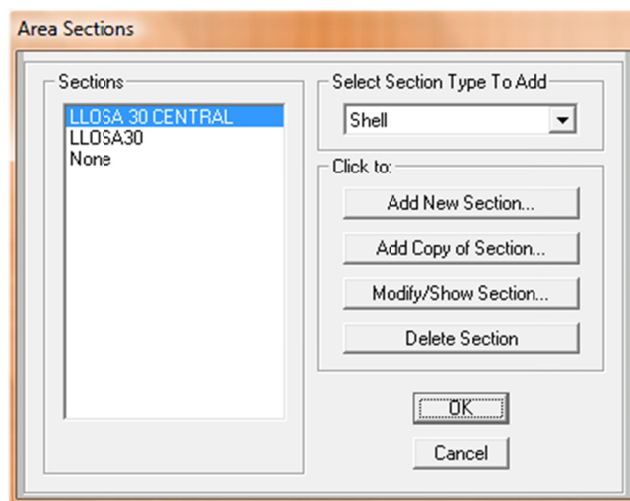 Area Sections
Sections
LLOSA 30 CENTRAL
LLOSA30
None
Select Section Type To Add
Shell
Click to:
Add New Section...
Add Copy of Section...
Modify/Show Section...
Delete Section
OK
Cancel